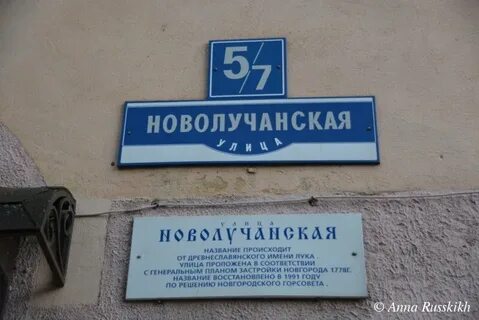 5/7
НОВОЛУЧАНСКАЯ
УЛИЦА
УЛИЦА
НОВОЛУЧАНСКАЯ
НАЗВАНИЕ ПРОИСХОДИТ
ОТ ДРЕВНЕСЛАВЯНСКОГО ИМЕНИ ЛУКА.
УЛИЦА ПРОЛОЖЕНА В СООТВЕТСТВИИ
С ГЕНЕРАЛЬНЫМ ПЛАНОМ ЗАСТРОЙКИ НОВГОРОДА 1778Г.
НАЗВАНИЕ ВОССТАНОВЛЕНО В 1991 ГОДУ
ПО РЕШЕНИЮ НОВГОРОДСКОГО ГОРСОВЕТА.
© Anna Russkikh